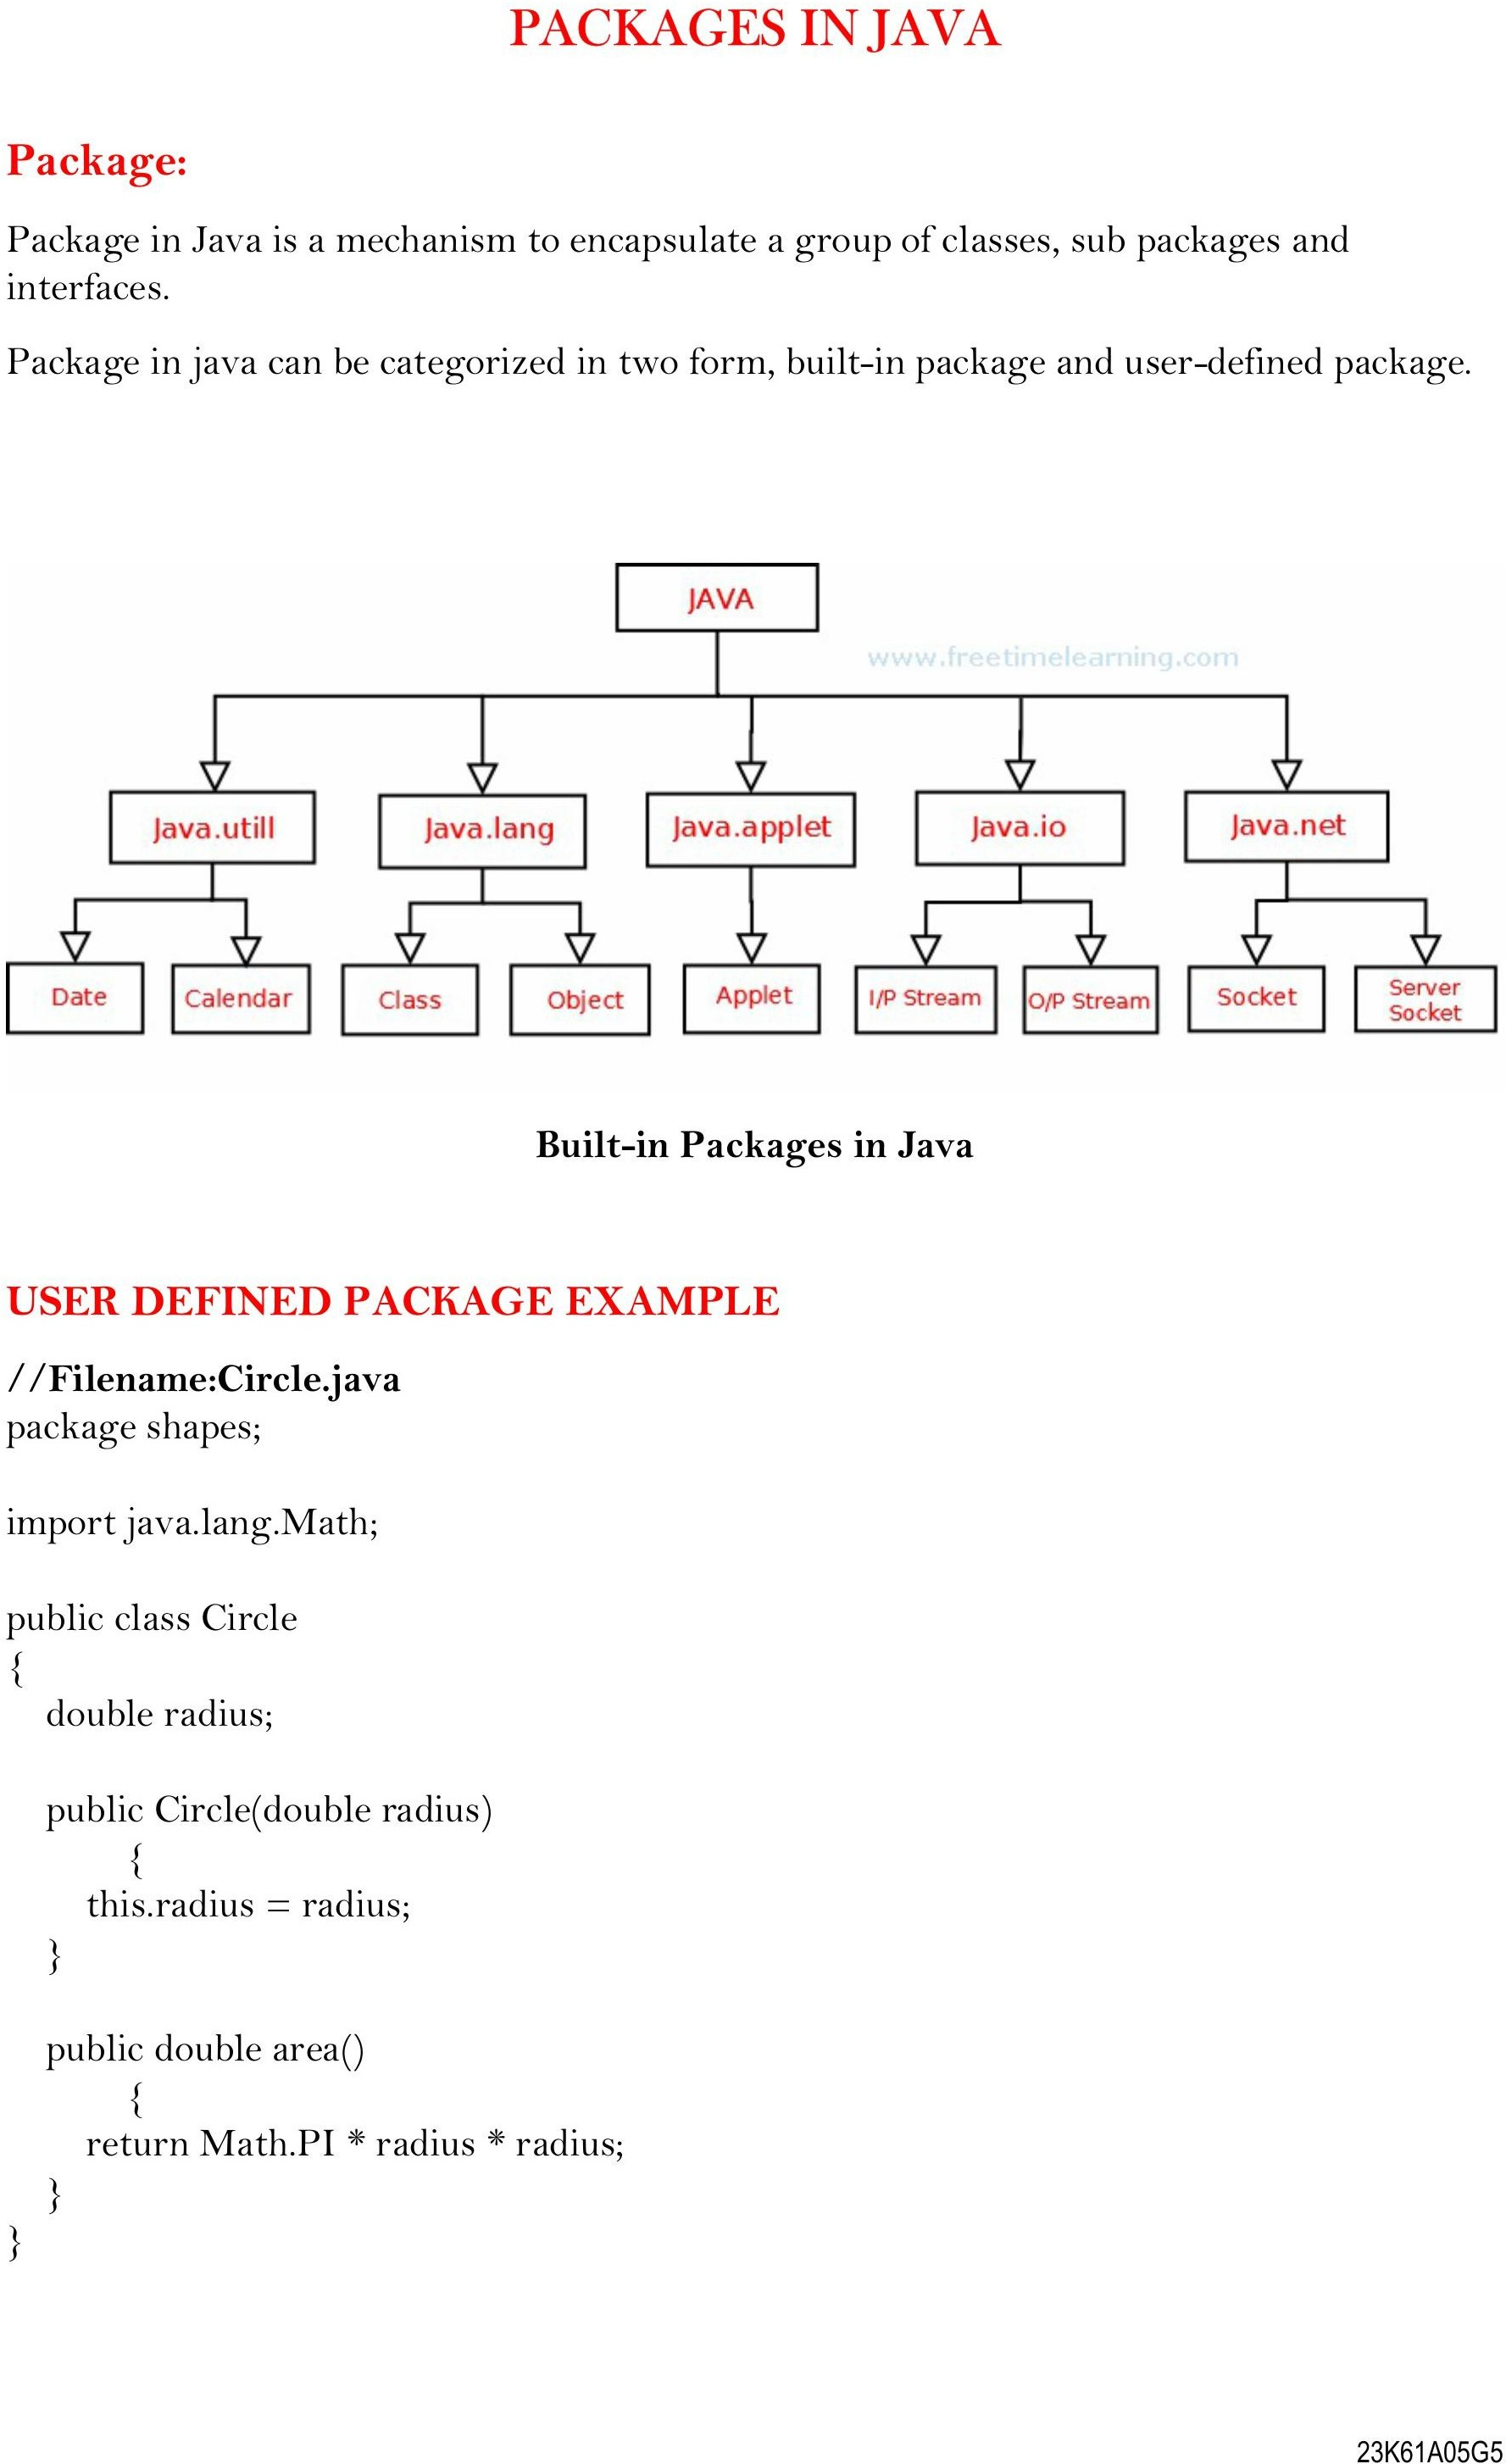 PACKAGES IN JAVA
Package:
Package in Java is a mechanism to encapsulate a group of classes, sub packages and
interfaces.
Package in java can be categorized in two form, built-in package and user-defined package.
JAVA
www.freetimelearning.com
Java.utill
Java.lang
Java.applet
Java.io
Java.net
Date
Calendar
Class
Object
Applet
I/P Stream
O/P Stream
Socket
Server
Socket
Built-in Packages in Java
USER DEFINED PACKAGE EXAMPLE
//Filename:Circle.java
package shapes;
import java.lang.Math;
public class Circle
{
double radius;
public Circle(double radius)
{
this.radius = radius;
}
public double area()
{
return Math.PI * radius * radius;
}
}
23K61A05G5